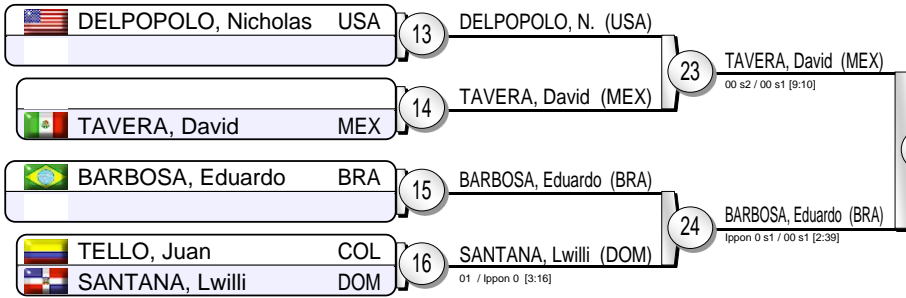 DELPOPOLO, Nicholas USA
13
DELPOPOLO, N. (USA)
23
TAVERA, David (MEX)
00 s2 / 00 s1 [9:10]
14
TAVERA, David (MEX)
TAVERA, David MEX
BARBOSA, Eduardo BRA
15
BARBOSA, Eduardo (BRA)
24
BARBOSA, Eduardo (BRA)
Ippon 0 s1 / 00 s1 [2:39]
TELLO, Juan COL
16
SANTANA, Lwilli (DOM)
01 / Ippon 0 [3:16]
SANTANA, Lwilli DOM